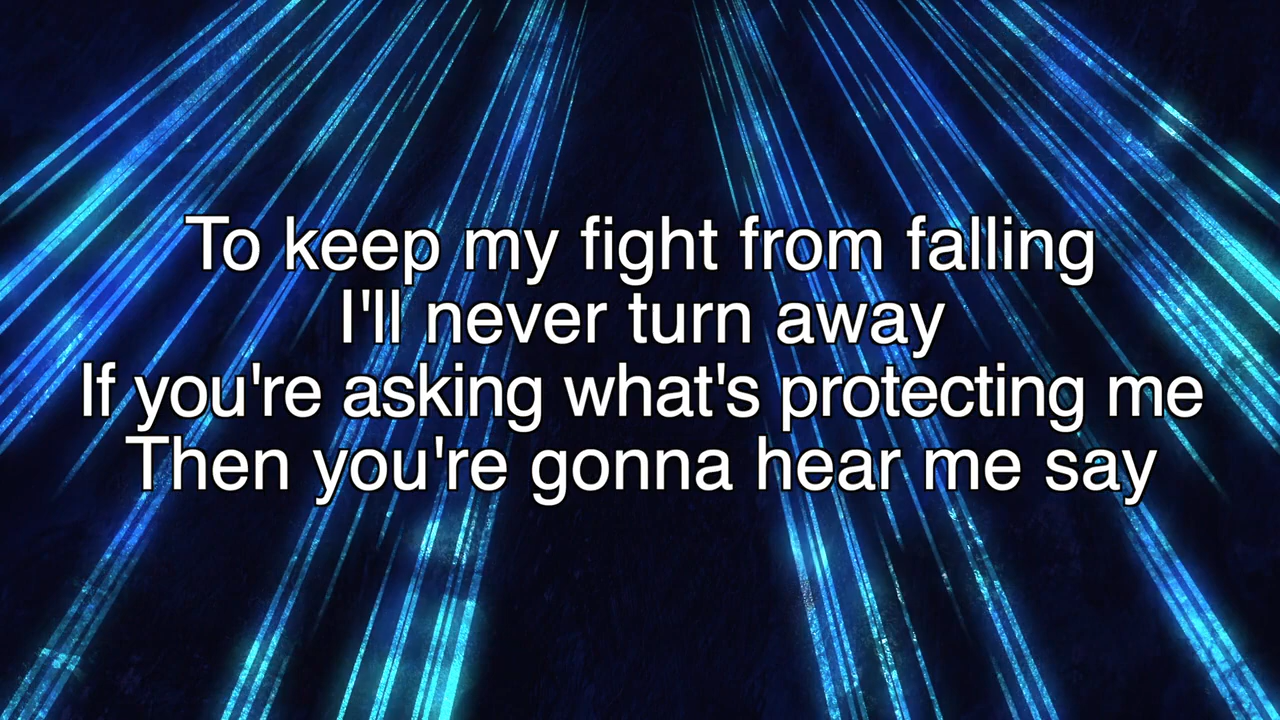 To keep my fight from falling
I'll never turn away
If you're asking what's protecting me
Then you're gonna hear me say